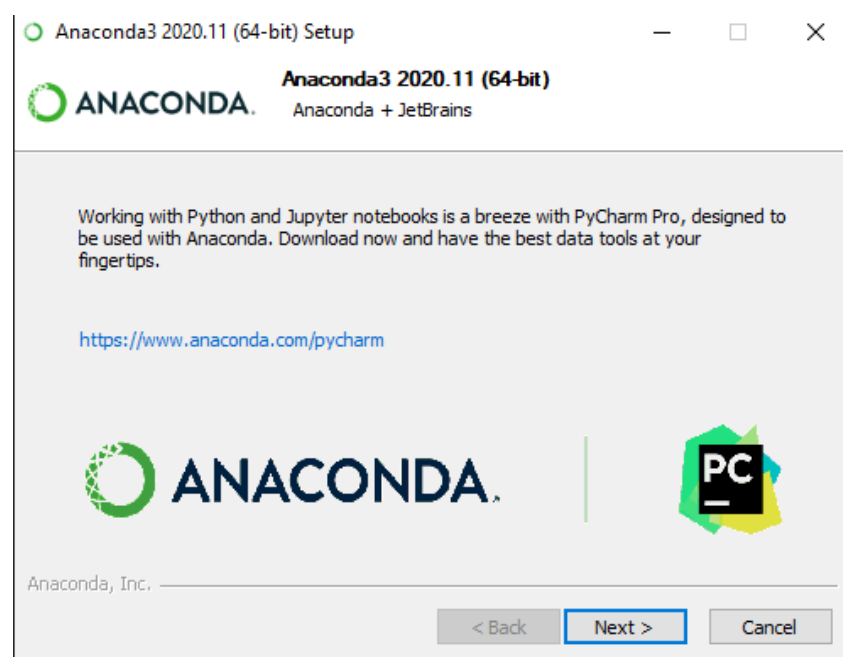 Anaconda3 2020.11 (64-bit) Setup
ANACONDA.
Anaconda3 2020.11 (64-bit)
Anaconda + JetBrains
Working with Python and Jupyter notebooks is a breeze with PyCharm Pro, designed to
be used with Anaconda. Download now and have the best data tools at your
fingertips.
https://www.anaconda.com/pycharm
ANACONDA.
PC
Anaconda, Inc.
< Back
Next >
Cancel